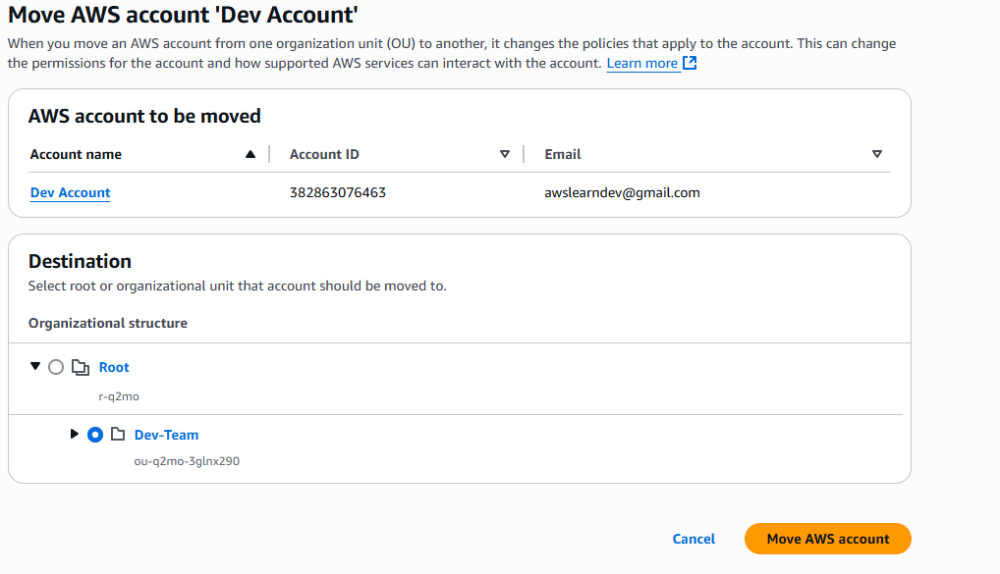 Move AWS account 'Dev Account'
When you move an AWS account from one organization unit (OU) to another, it changes the policies that apply to the account. This can change
the permissions for the account and how supported AWS services can interact with the account. Learn more
AWS account to be moved
Account name Account ID Email
Dev Account 382863076463 awslearndev@gmail.com
Destination
Select root or organizational unit that account should be moved to.
Organizational structure
Root
r-q2mo
Dev-Team
ou-q2mo-3glnx290
Cancel Move AWS account